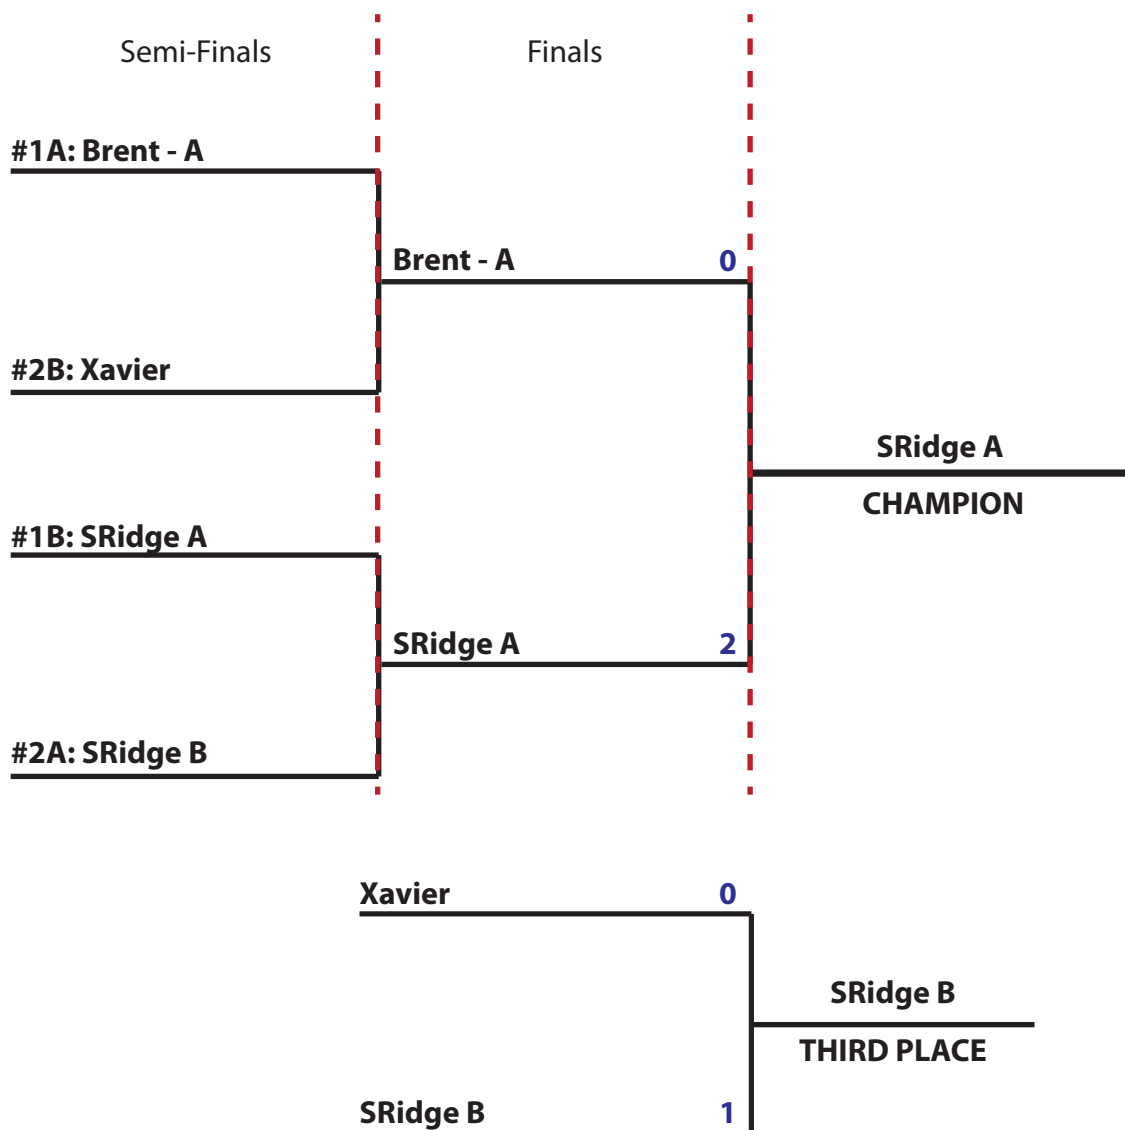 Semi-Finals Finals
#1A: Brent - A
Brent - A 0
#2B: Xavier
SRidge A
CHAMPION
#1B: SRidge A
SRidge A 2
#2A: SRidge B
Xavier 0
SRidge B
THIRD PLACE
SRidge B 1